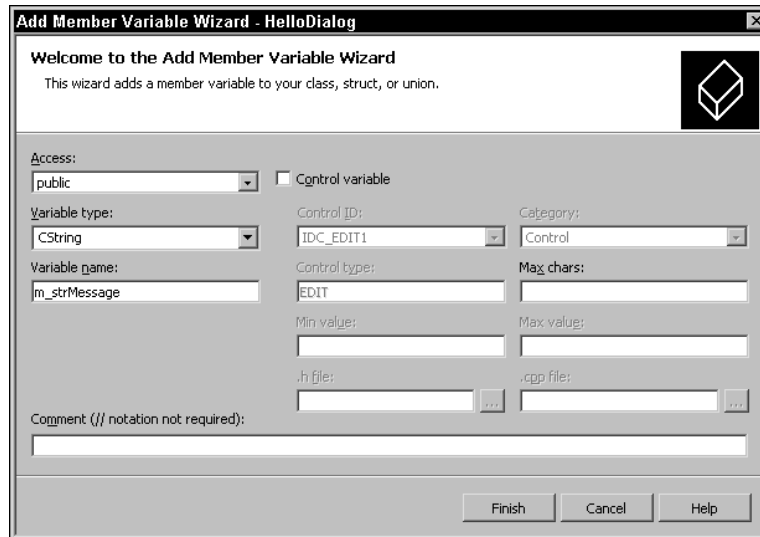 Add Member Variable Wizard - HelloDialog
Welcome to the Add Member Variable Wizard
This wizard adds a member variable to your class, struct, or union.
Access:
public
Control variable
Variable type:
Control ID:
Category:
CString
IDC_EDIT1
Control
Variable name:
Control type:
Max chars:
m_strMessage
EDIT
Min value:
Max value:
.h file:
.cpp file:
...
...
Comment (// notation not required):
Finish
Cancel
Help